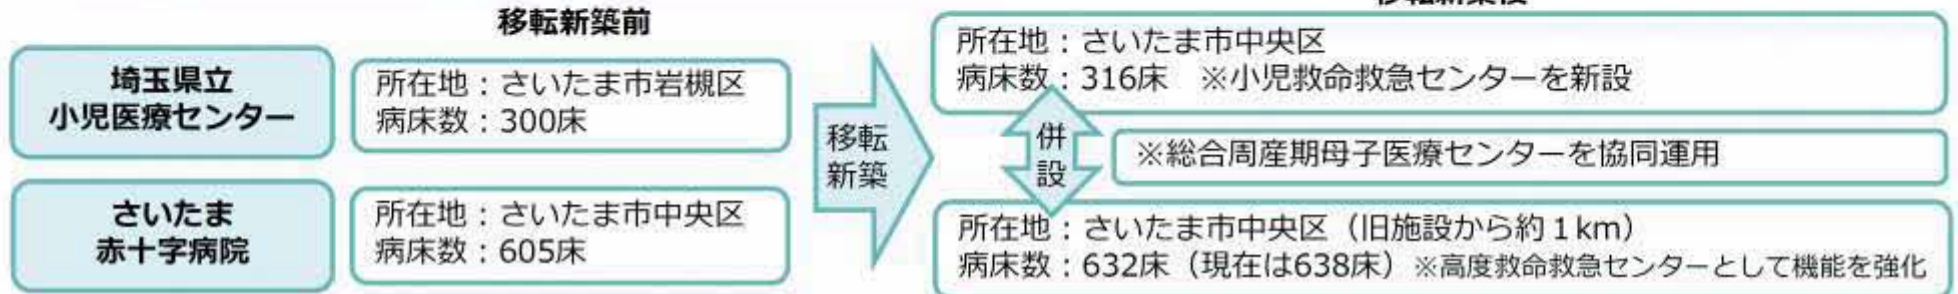 移転新築前
埼玉県立
小児医療センター
所在地：さいたま市岩槻区
病床数：300床
さいたま
赤十字病院
所在地：さいたま市中央区
病床数：605床
移転
新築
所在地：さいたま市中央区
病床数：316床　※小児救命救急センターを新設
併
設
※総合周産期母子医療センターを協同運用
所在地：さいたま市中央区（旧施設から約１km）
病床数：632床（現在は638床）※高度救命救急センターとして機能を強化